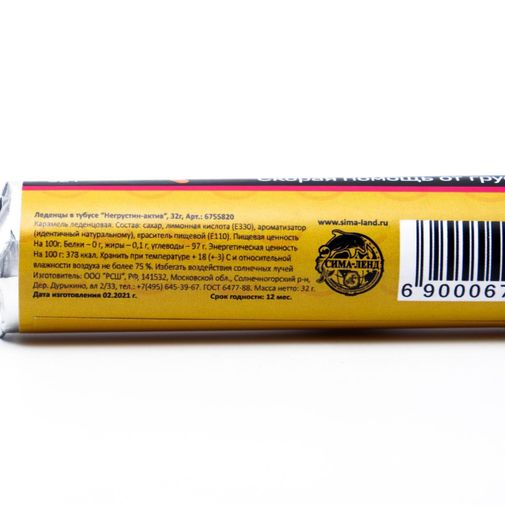 Скорая помощь от гру
Леденцы в тубусе "Негрустин-актив", 32г, Арт.: 6755820
Карамель леденцовая. Состав: сахар, лимонная кислота (Е330), ароматизатор
(идентичный натуральному), краситель пищевой (Е110). Пищевая ценность
На 100г: Белки – 0 г, жиры – 0,1 г, углеводы – 97 г. Энергетическая ценность
На 100 г: 378 ккал. Хранить при температуре + 18 (+-3) С и относительной
влажности воздуха не более 75 %. Избегать воздействия солнечных лучей
Изготовитель: ООО "РСШ", РФ, 141532, Московской обл., Солнечногорский р-н,
Дер. Дурыкино, вл 2/33, тел.: +7(495) 645-39-67. ГОСТ 6477-88. Масса нетто: 32 г.
Дата изготовления 02.2021 г. Срок годности: 12 мес.
www.sima-land.ru
СИМА-ЛЕНД
6 900067